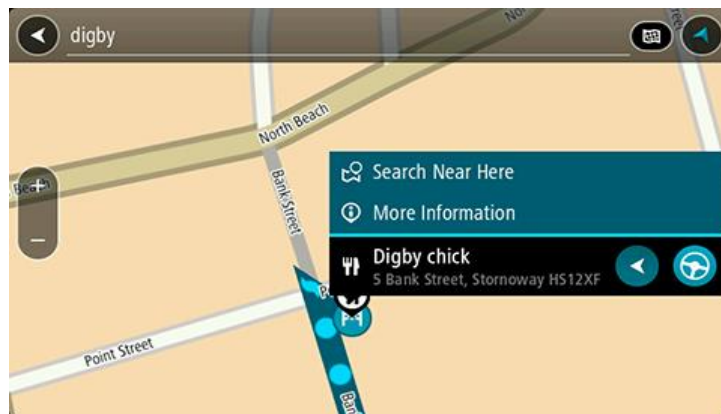 digby
North Beach
Bank Street
Search Near Here
More Information
Digby chick
5 Bank Street, Stornoway HS12XF
Point Street